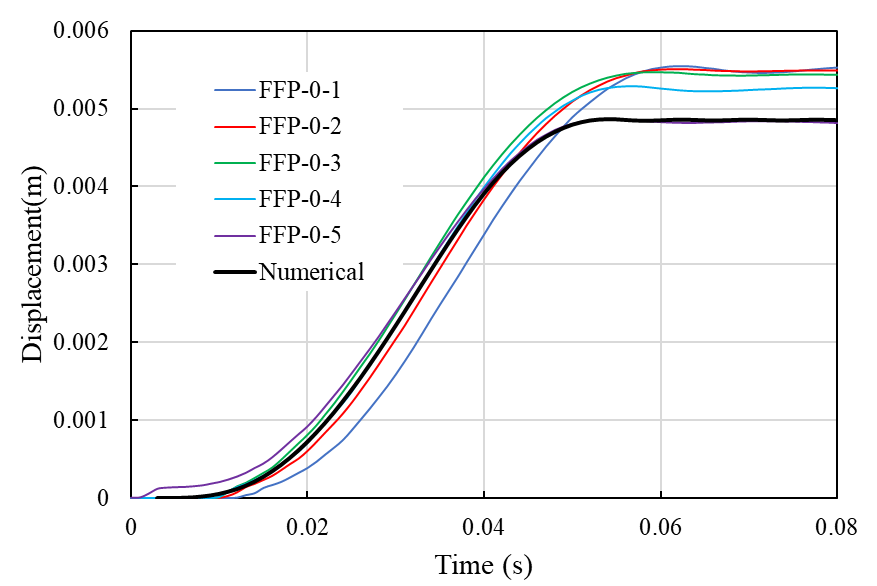 0.006
0.005
0.004
0.003
0.002
0.001
0
Displacement(m)
FFP-0-1
FFP-0-2
FFP-0-3
FFP-0-4
FFP-0-5
Numerical
0 0.02 0.04 0.06 0.08
Time (s)